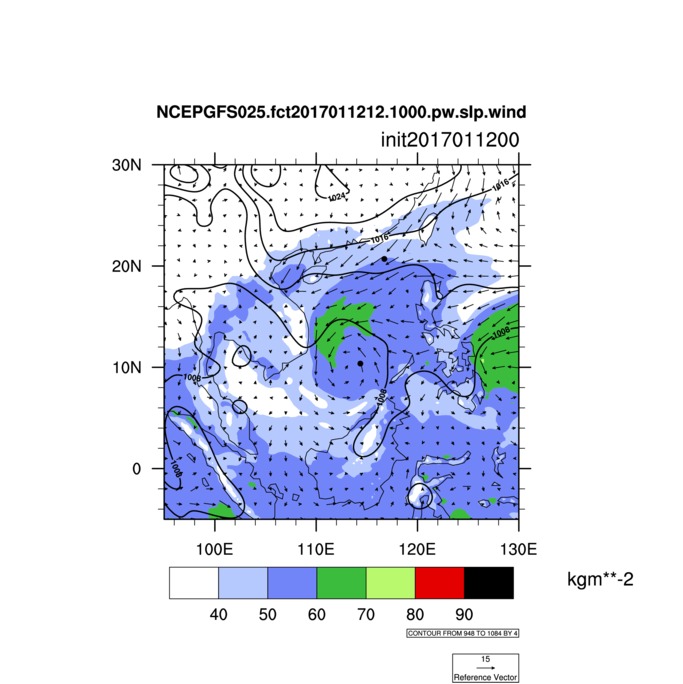 NCEPGFS025.fct2017011212.1000.pw.slp.wind
init2017011200
30N
1024
1016
1016
20N
1008
10N
1008
1008
1008
0
100E 110E 120E 130E
kgm**-2
40 50 60 70 80 90
CONTOUR FROM 948 TO 1084 BY 4
15
Reference Vector